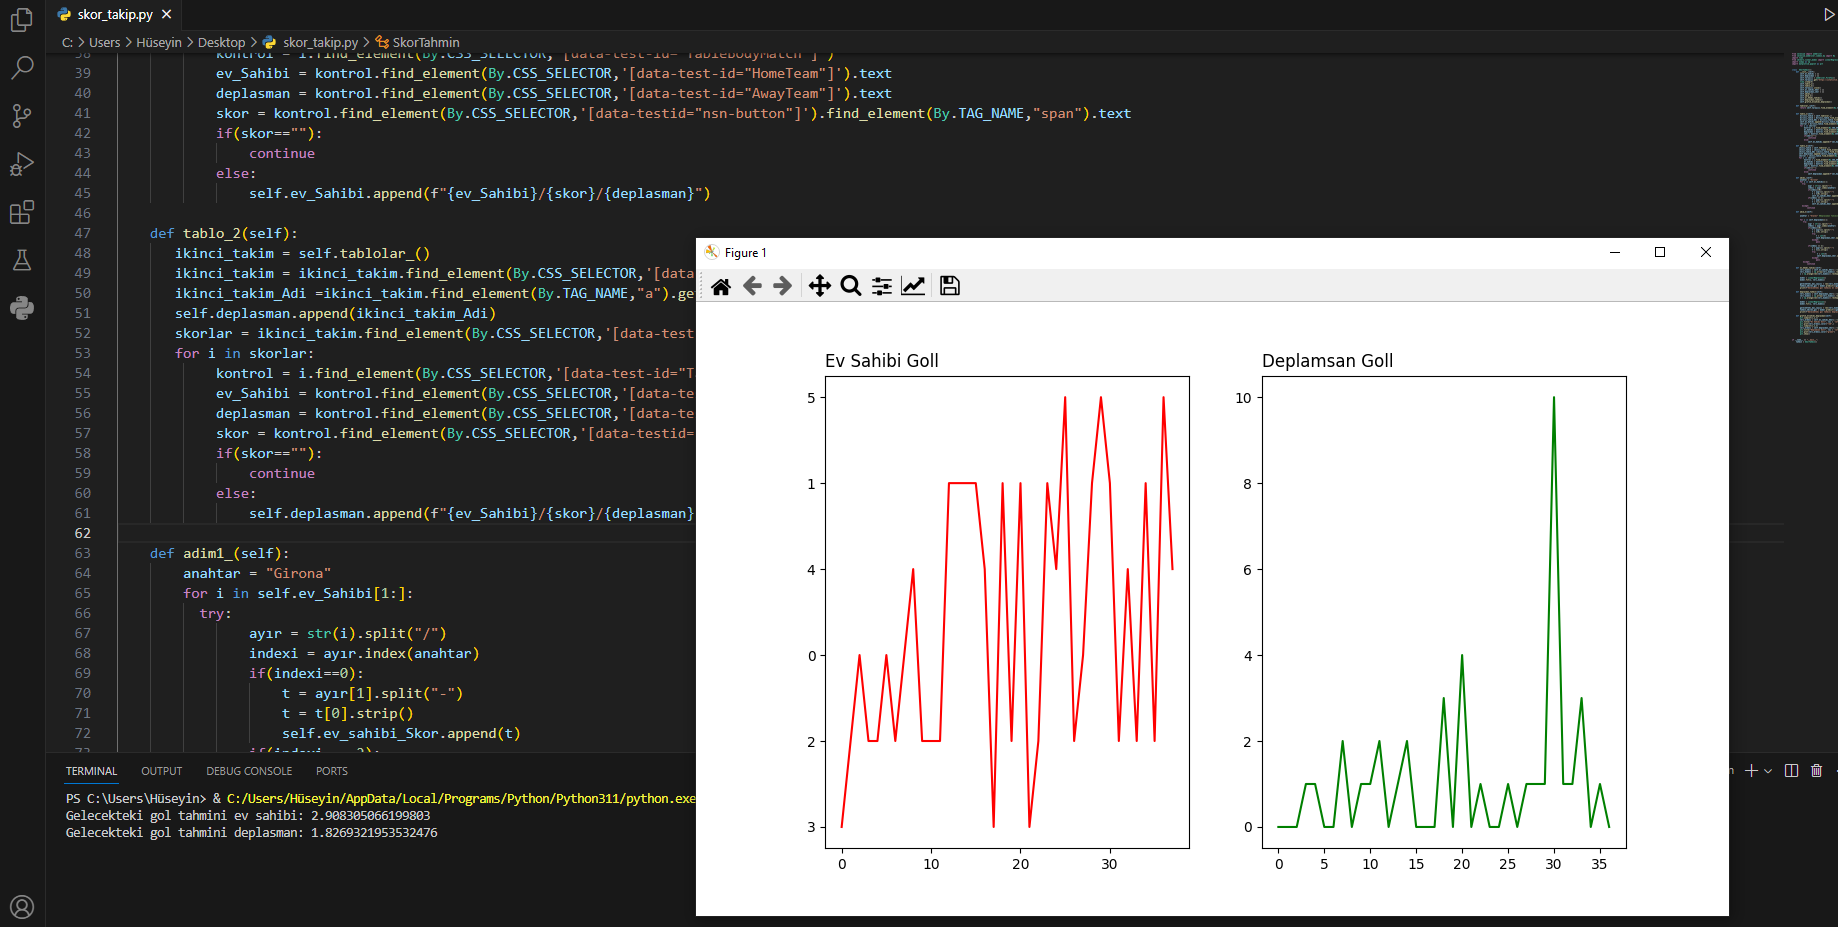 skor_takip.py
C: > Users > Hüseyin > Desktop > skor_takip.py > SkorTahmin
38 kontrol = i.find_element(By.CSS_SELECTOR,'[data-test-id="TableBodyMatch"]')
39 ev_Sahibi = kontrol.find_element(By.CSS_SELECTOR,'[data-test-id="HomeTeam"]').text
40 deplasman = kontrol.find_element(By.CSS_SELECTOR,'[data-test-id="AwayTeam"]').text
41 skor = kontrol.find_element(By.CSS_SELECTOR,'[data-testid="nsn-button"]').find_element(By.TAG_NAME,"span").text
42 if(skor==""):
43 continue
44 else:
45 self.ev_Sahibi.append(f"{ev_Sahibi}/{skor}/{deplasman}")
46
47 def tablo_2(self):
48 ikinci_takim = self.tablolar_()
49 ikinci_takim = ikinci_takim.find_element(By.CSS_SELECTOR,'[data
50 ikinci_takim_Adi =ikinci_takim.find_element(By.TAG_NAME,"a").ge
51 self.deplasman.append(ikinci_takim_Adi)
52 skorlar = ikinci_takim.find_element(By.CSS_SELECTOR,'[data-test
53 for i in skorlar:
54 kontrol = i.find_element(By.CSS_SELECTOR,'[data-test-id="T
55 ev_Sahibi = kontrol.find_element(By.CSS_SELECTOR,'[data-te
56 deplasman = kontrol.find_element(By.CSS_SELECTOR,'[data-te
57 skor = kontrol.find_element(By.CSS_SELECTOR,'[data-testid=
58 if(skor==""):
59 continue
60 else:
61 self.deplasman.append(f"{ev_Sahibi}/{skor}/{deplasman}
62
63 def adim1_(self):
64 anahtar = "Girona"
65 for i in self.ev_Sahibi[1:]:
66 try:
67 ayır = str(i).split("/")
68 indexi = ayır.index(anahtar)
69 if(indexi==0):
70 t = ayır[1].split("-")
71 t = t[0].strip()
72 self.ev_sahibi_Skor.append(t)
73 if(indexi == 2):
TERMINAL OUTPUT DEBUG CONSOLE PORTS
PS C:\Users\Hüseyin> & C:/Users/Hüseyin/AppData/Local/Programs/Python/Python311/python.exe
Gelecekteki gol tahmini ev sahibi: 2.908305066199803
Gelecekteki gol tahmini deplasman: 1.8269321953532476
Figure 1
Ev Sahibi Goll
5
1
4
0
2
3
0 10 20 30
Deplamsan Goll
10
8
6
4
2
0
0 5 10 15 20 25 30 35